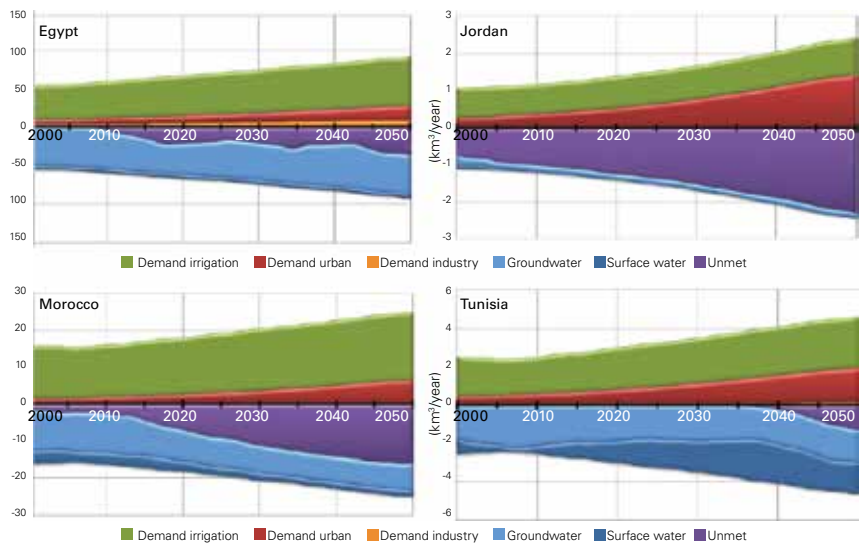 150
Egypt
100
50
0
2000 2010 2020 2030 2040 2050
-50
100
150
3
Jordan
2
1
0
(km³/year)
2000 2010 2020 2030 2040 2050
-1
-2
-3
Demand irrigation Demand urban Demand industry Groundwater Surface water Unmet
30
Morocco
20
10
0
2000 2010 2020 2030 2040 2050
-10
-20
-30
6
Tunisia
4
2
0
(km³/year)
2000 2010 2020 2030 2040 2050
-2
-4
-6
Demand irrigation Demand urban Demand industry Groundwater Surface water Unmet